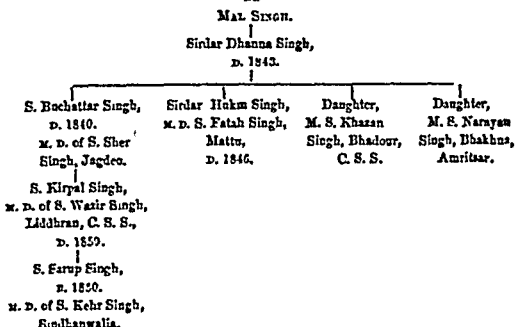 MAL SINGH.
Sirdar Dhanna Singh,
D. 1843.
S. Bachattar Singh,
D. 1840.
M. D. of S. Sher
Singh, Jagdeo.
Sirdar Hukm Singh,
M. D. S. Fatah Singh,
Mattu,
D. 1846.
Daughter,
M. S. Khazan
Singh, Bhadour,
C. S. S.
Daughter,
M. S. Narayan
Singh, Bhakna,
Amritsar.
S. Kirpal Singh,
M. D. of S. Wazir Singh,
Liddhran, C. S. S.,
D. 1859.
S. Sarup Singh,
B. 1850.
M. D. of S. Kehr Singh,
Sindhanwalia.